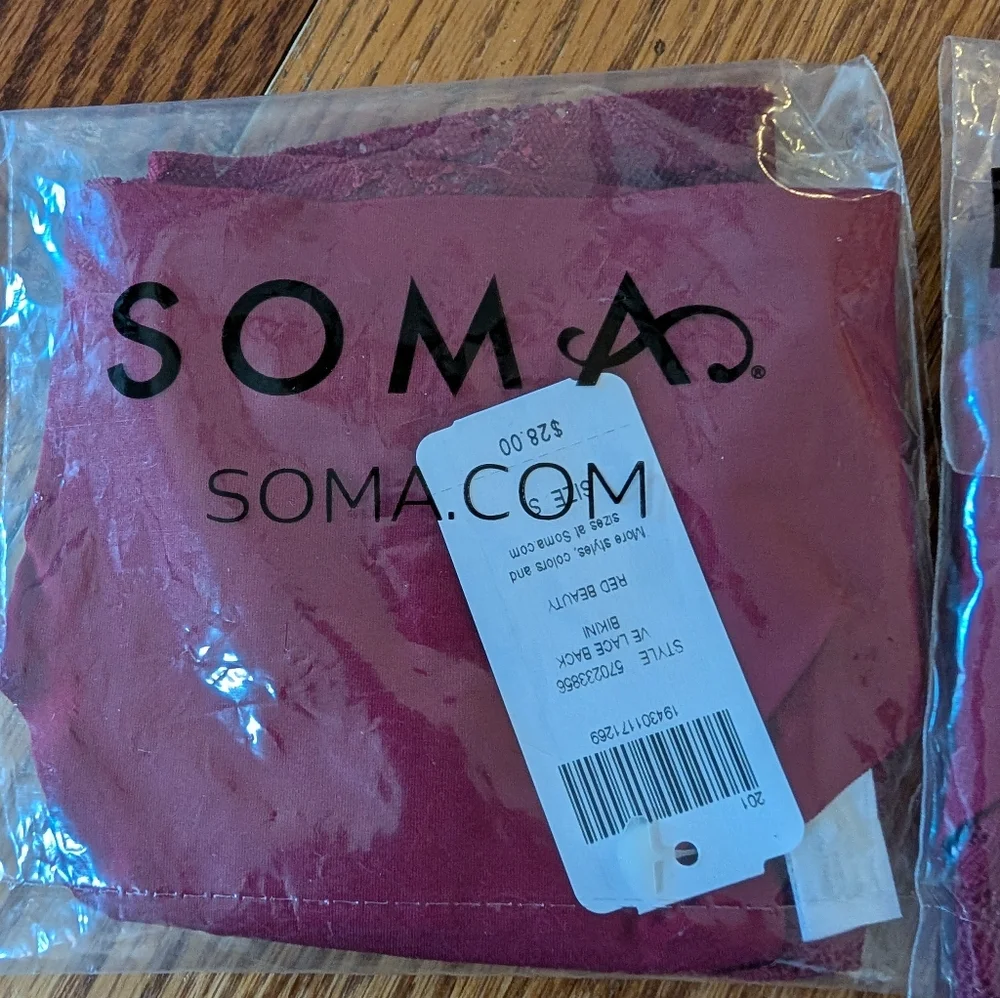 SOMA®
SOMA.COM
$28.00
SIZE S
More styles, colors and
sizes at Soma.com
RED BEAUTY
BIKINI
VE LACE BACK
STYLE 570233856
194301171269
201